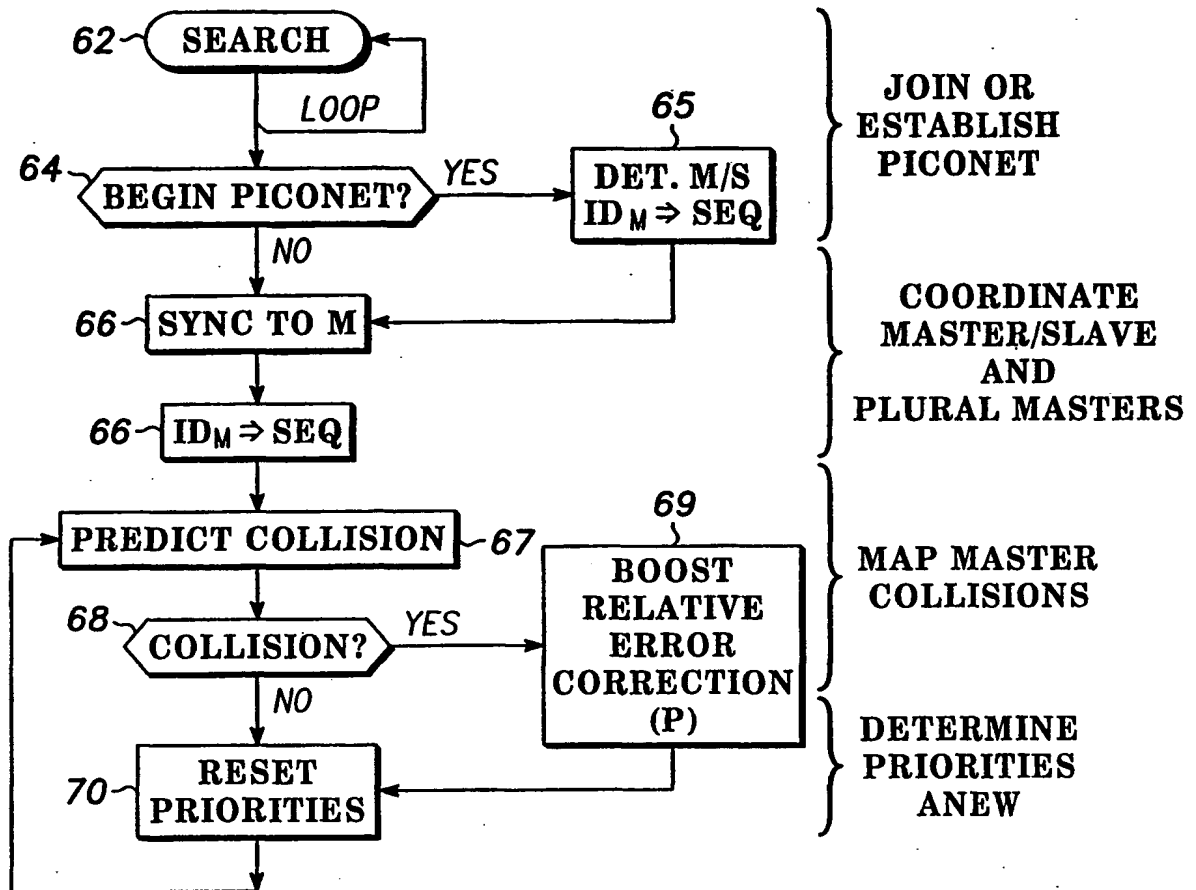 62 SEARCH
LOOP
JOIN OR
ESTABLISH
PICONET
64 BEGIN PICONET?
YES
65
DET. M/S
IDM ⇒ SEQ
NO
66 SYNC TO M
COORDINATE
MASTER/SLAVE
AND
PLURAL MASTERS
66 IDM ⇒ SEQ
PREDICT COLLISION 67
68 COLLISION?
YES
69
BOOST
RELATIVE
ERROR
CORRECTION
(P)
MAP MASTER
COLLISIONS
NO
70 RESET
PRIORITIES
DETERMINE
PRIORITIES
ANEW